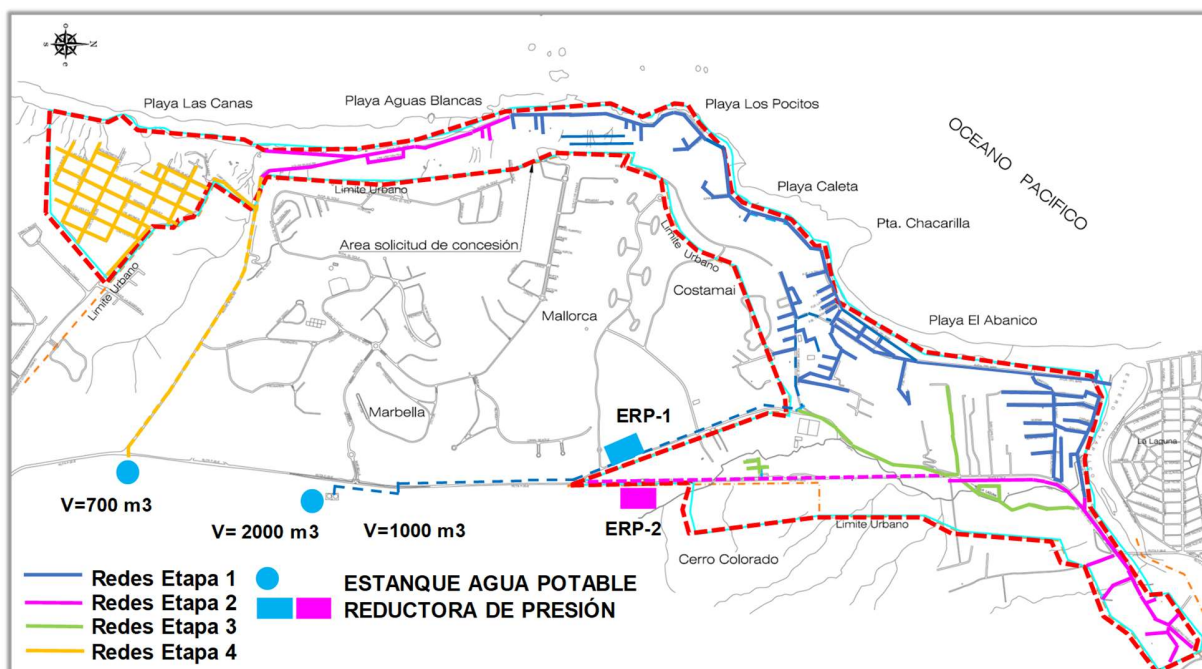 N
S
Playa Las Canas
Playa Aguas Blancas
Playa Los Pocitos
OCEANO PACIFICO
Playa Caleta
Pta. Chacarilla
Limite Urbano
Area solicitud de concesión
Limite Urbano
Limite Urbano
Costamai
Mallorca
Playa El Abanico
Marbella
ERP-1
La Laguna
V=700 m3
V= 2000 m3
V=1000 m3
ERP-2
Limite Urbano
Cerro Colorado
Redes Etapa 1
Redes Etapa 2
Redes Etapa 3
Redes Etapa 4
ESTANQUE AGUA POTABLE
REDUCTORA DE PRESIÓN